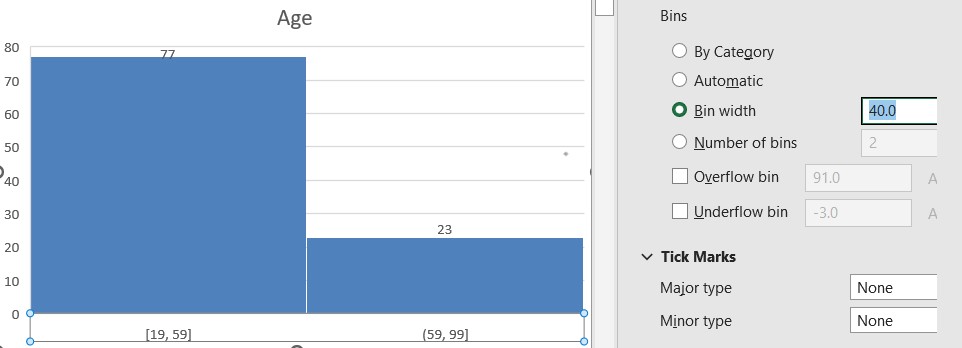 Age
80
70
60
50
40
30
20
10
0
77
23
[19, 59]
(59, 99]
Bins
By Category
Automatic
Bin width 40.0
Number of bins 2
Overflow bin 91.0 A
Underflow bin -3.0 A
Tick Marks
Major type None
Minor type None